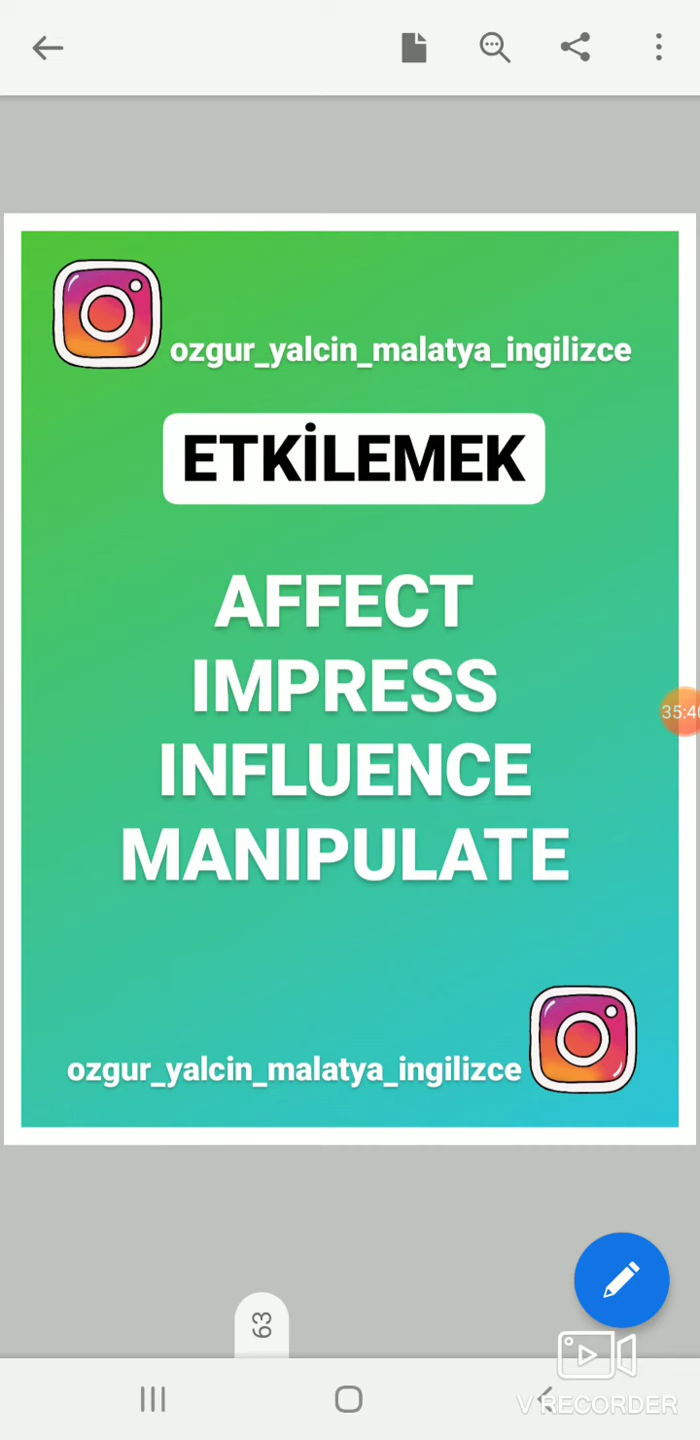 ozgur_yalcin_malatya_ingilizce
ETKİLEMEK
AFFECT
IMPRESS
INFLUENCE
MANIPULATE
ozgur_yalcin_malatya_ingilizce
63
V RECORDER